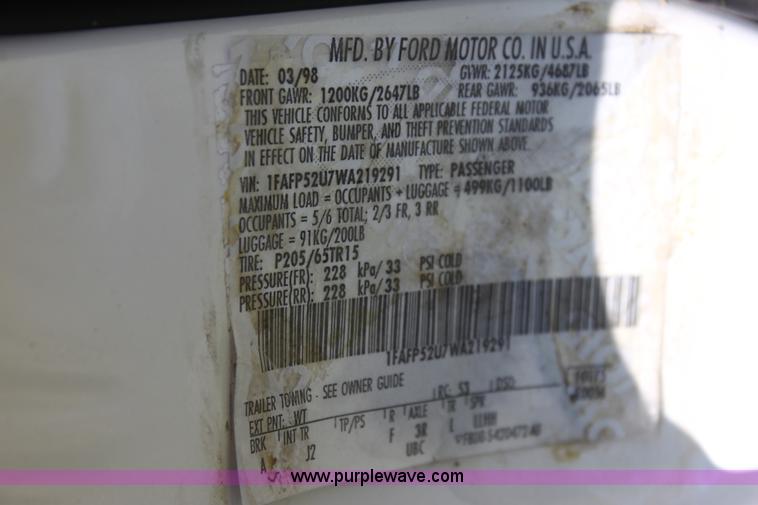 MFD. BY FORD MOTOR CO. IN U.S.A.
DATE: 03/98 GVWR: 2125KG/4687LB
FRONT GAWR: 1200KG/2647LB REAR GAWR: 936KG/2065LB
THIS VEHICLE CONFORMS TO ALL APPLICABLE FEDERAL MOTOR
VEHICLE SAFETY, BUMPER, AND THEFT PREVENTION STANDARDS
IN EFFECT ON THE DATE OF MANUFACTURE SHOWN ABOVE.
VIN: 1FAFP52U7WA219291 TYPE: PASSENGER
MAXIMUM LOAD = OCCUPANTS + LUGGAGE = 499KG/1100LB
OCCUPANTS = 5/6 TOTAL; 2/3 FR, 3 RR
LUGGAGE = 91KG/200LB
TIRE: P205/65TR15
PRESSURE(FR): 228 kPa/33 PSI COLD
PRESSURE(RR): 228 kPa/33 PSI COLD
1FAFP52U7WA219291
TRAILER TOWING - SEE OWNER GUIDE
EXT PNT: WT RC: 53 DSO:
BRK INT TR TP/PS R AXLE TR SPR
A J2 F 3R L
UBC
www.purplewave.com